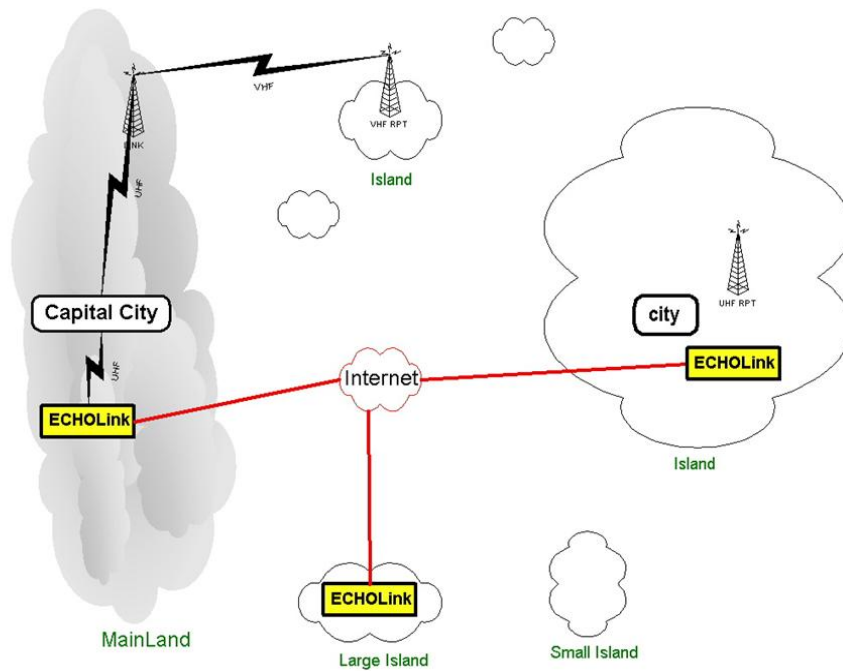 VHF
VHF RPT
LINK
Island
UHF
UHF RPT
Capital City
city
Internet
ECHOLink
UHF
ECHOLink
Island
ECHOLink
MainLand
Large Island
Small Island